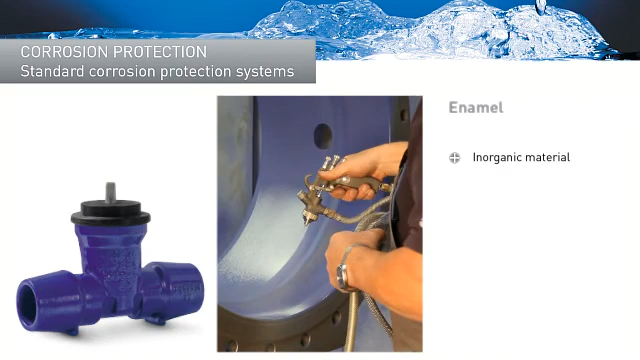 CORROSION PROTECTION
Standard corrosion protection systems
Enamel
Inorganic material